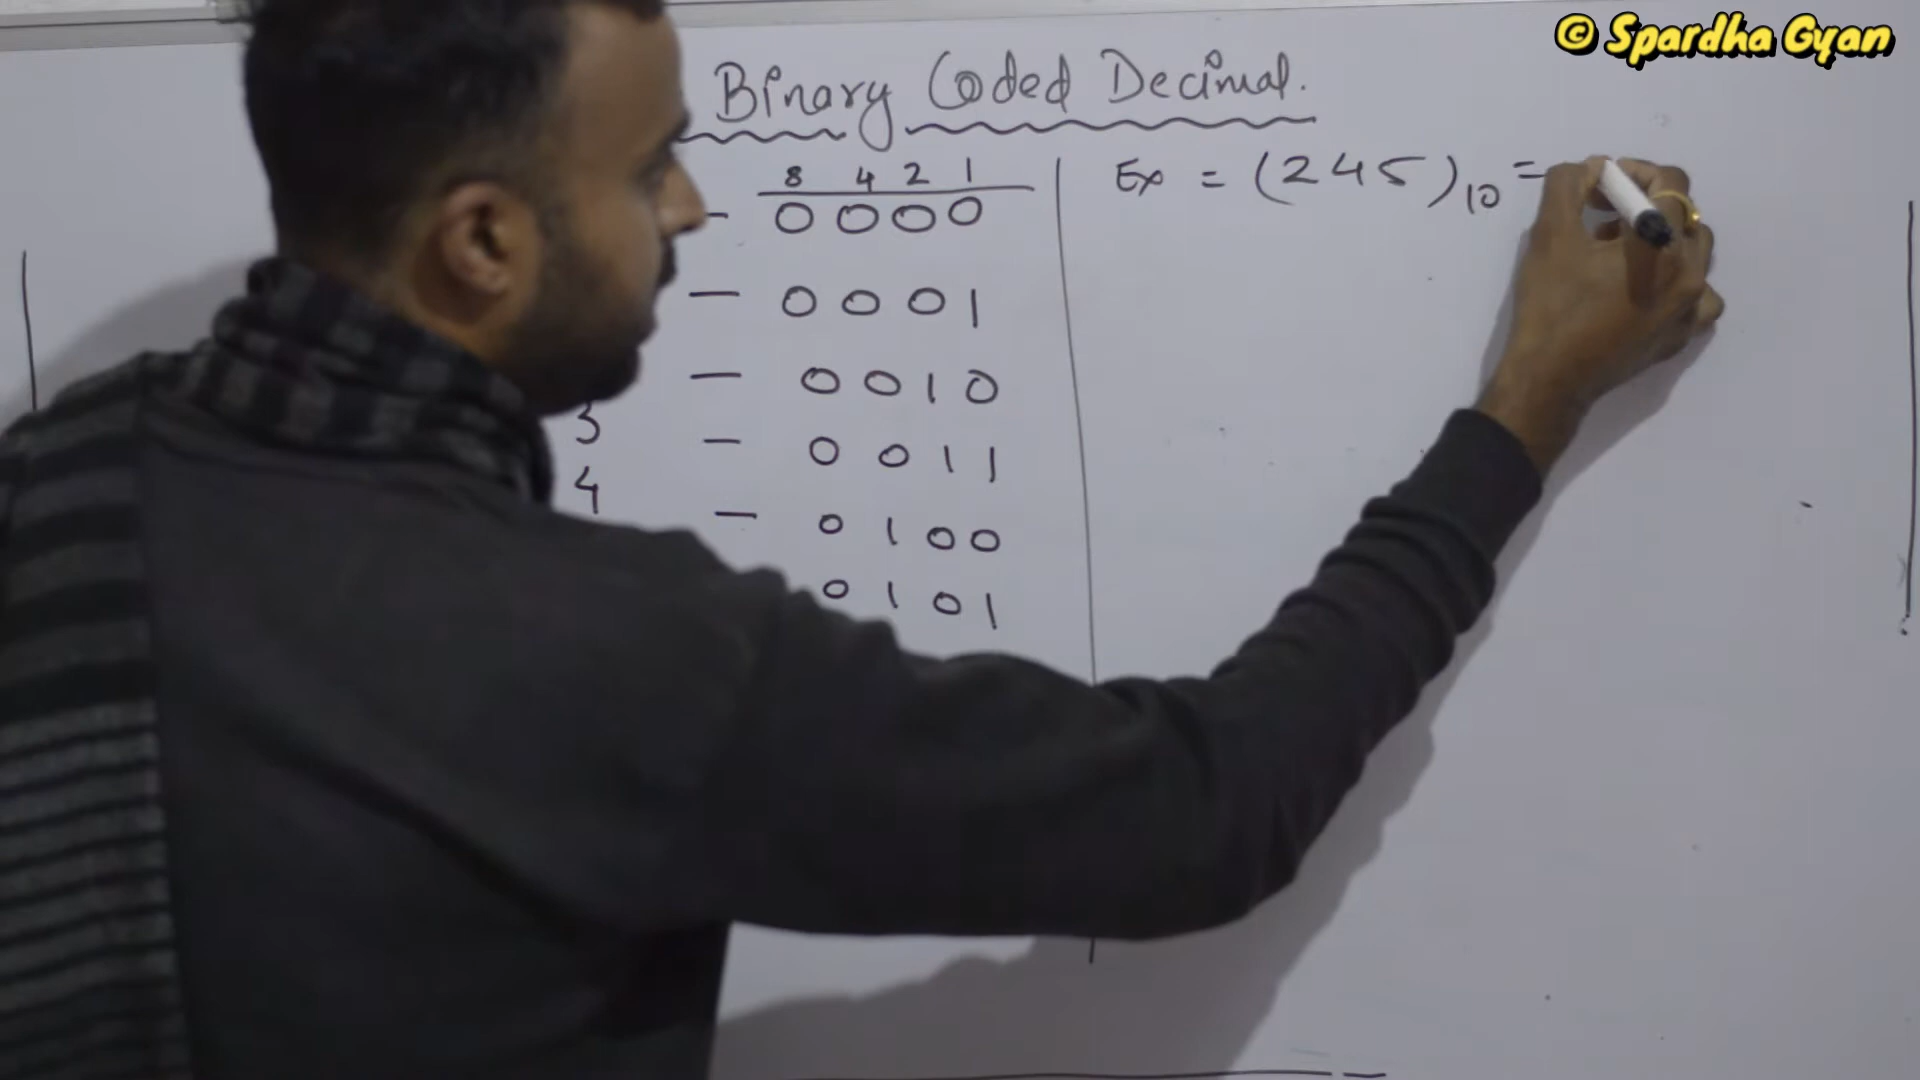 © Spardha Gyan
Binary Coded Decimal.
8 4 2 1
- 0 0 0 0
- 0 0 0 1
- 0 0 1 0
3 - 0 0 1 1
4 - 0 1 0 0
0 1 0 1
Ex = (245)10 =